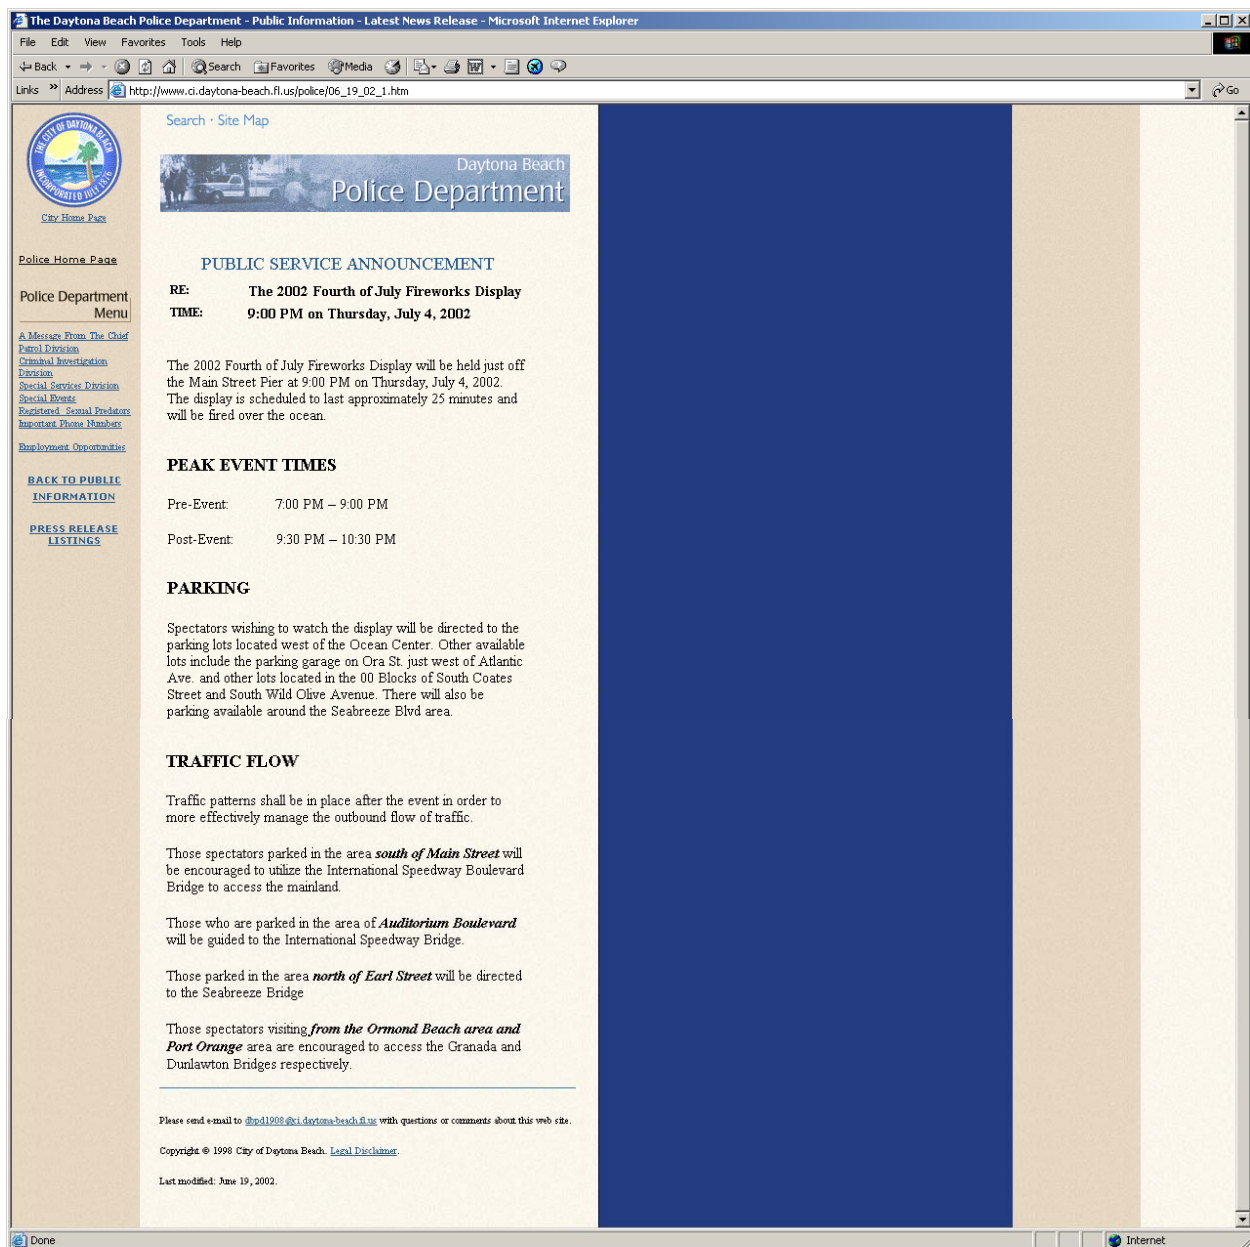 The Daytona Beach Police Department - Public Information - Latest News Release - Microsoft Internet Explorer
File Edit View Favorites Tools Help
Back Search Favorites Media
Links » Address http://www.ci.daytona-beach.fl.us/police/06_19_02_1.htm Go
THE CITY OF DAYTONA BEACH
INCORPORATED JULY 1876
City Home Page
Police Home Page
Police Department
Menu
A Message From The Chief
Patrol Division
Criminal Investigation
Division
Special Services Division
Special Events
Registered Sexual Predators
Important Phone Numbers
Employment Opportunities
BACK TO PUBLIC
INFORMATION
PRESS RELEASE
LISTINGS
Search · Site Map
Daytona Beach
Police Department
PUBLIC SERVICE ANNOUNCEMENT
RE: The 2002 Fourth of July Fireworks Display
TIME: 9:00 PM on Thursday, July 4, 2002
The 2002 Fourth of July Fireworks Display will be held just off
the Main Street Pier at 9:00 PM on Thursday, July 4, 2002.
The display is scheduled to last approximately 25 minutes and
will be fired over the ocean.
PEAK EVENT TIMES
Pre-Event: 7:00 PM – 9:00 PM
Post-Event: 9:30 PM – 10:30 PM
PARKING
Spectators wishing to watch the display will be directed to the
parking lots located west of the Ocean Center. Other available
lots include the parking garage on Ora St. just west of Atlantic
Ave. and other lots located in the 00 Blocks of South Coates
Street and South Wild Olive Avenue. There will also be
parking available around the Seabreeze Blvd area.
TRAFFIC FLOW
Traffic patterns shall be in place after the event in order to
more effectively manage the outbound flow of traffic.
Those spectators parked in the area south of Main Street will
be encouraged to utilize the International Speedway Boulevard
Bridge to access the mainland.
Those who are parked in the area of Auditorium Boulevard
will be guided to the International Speedway Bridge.
Those parked in the area north of Earl Street will be directed
to the Seabreeze Bridge
Those spectators visiting from the Ormond Beach area and
Port Orange area are encouraged to access the Granada and
Dunlawton Bridges respectively.
Please send e-mail to dbpd1908@ci.daytona-beach.fl.us with questions or comments about this web site.
Copyright © 1998 City of Daytona Beach. Legal Disclaimer.
Last modified: June 19, 2002.
Done Internet